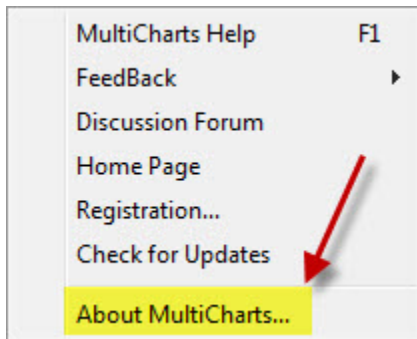 MultiCharts Help F1
FeedBack
Discussion Forum
Home Page
Registration...
Check for Updates
About MultiCharts...